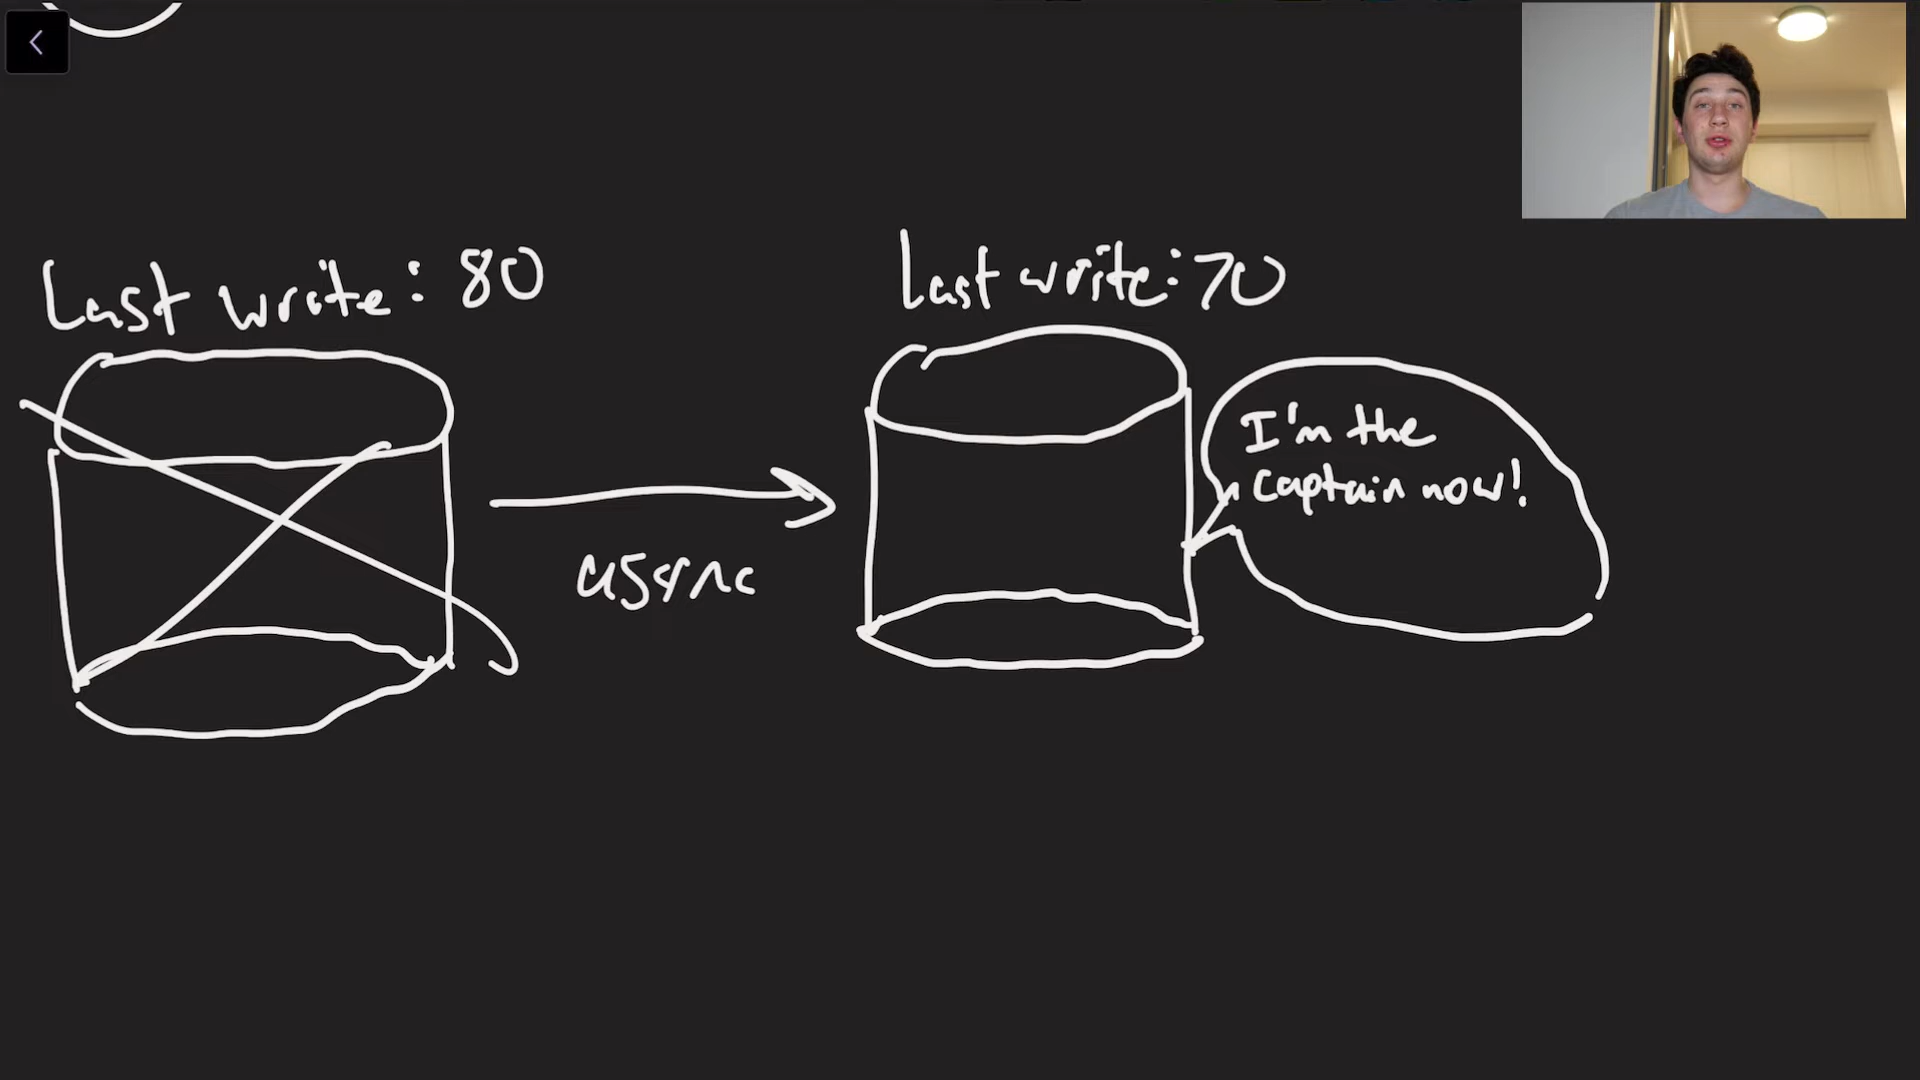 Last write: 80
Last write: 70
I'm the
captain now!
async